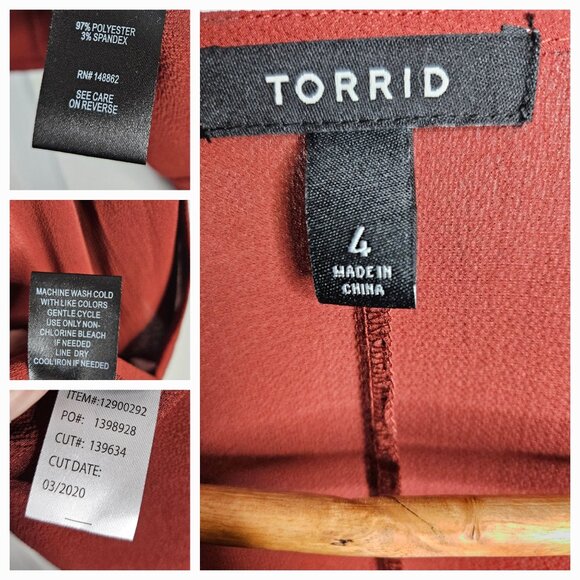 97% POLYESTER
3% SPANDEX
RN# 148862
SEE CARE
ON REVERSE
TORRID
4
MADE IN
CHINA
MACHINE WASH COLD
WITH LIKE COLORS
GENTLE CYCLE
USE ONLY NON-
CHLORINE BLEACH
IF NEEDED
LINE DRY
COOL IRON IF NEEDED
ITEM#:12900292
PO#: 1398928
CUT#: 139634
CUT DATE:
03/2020